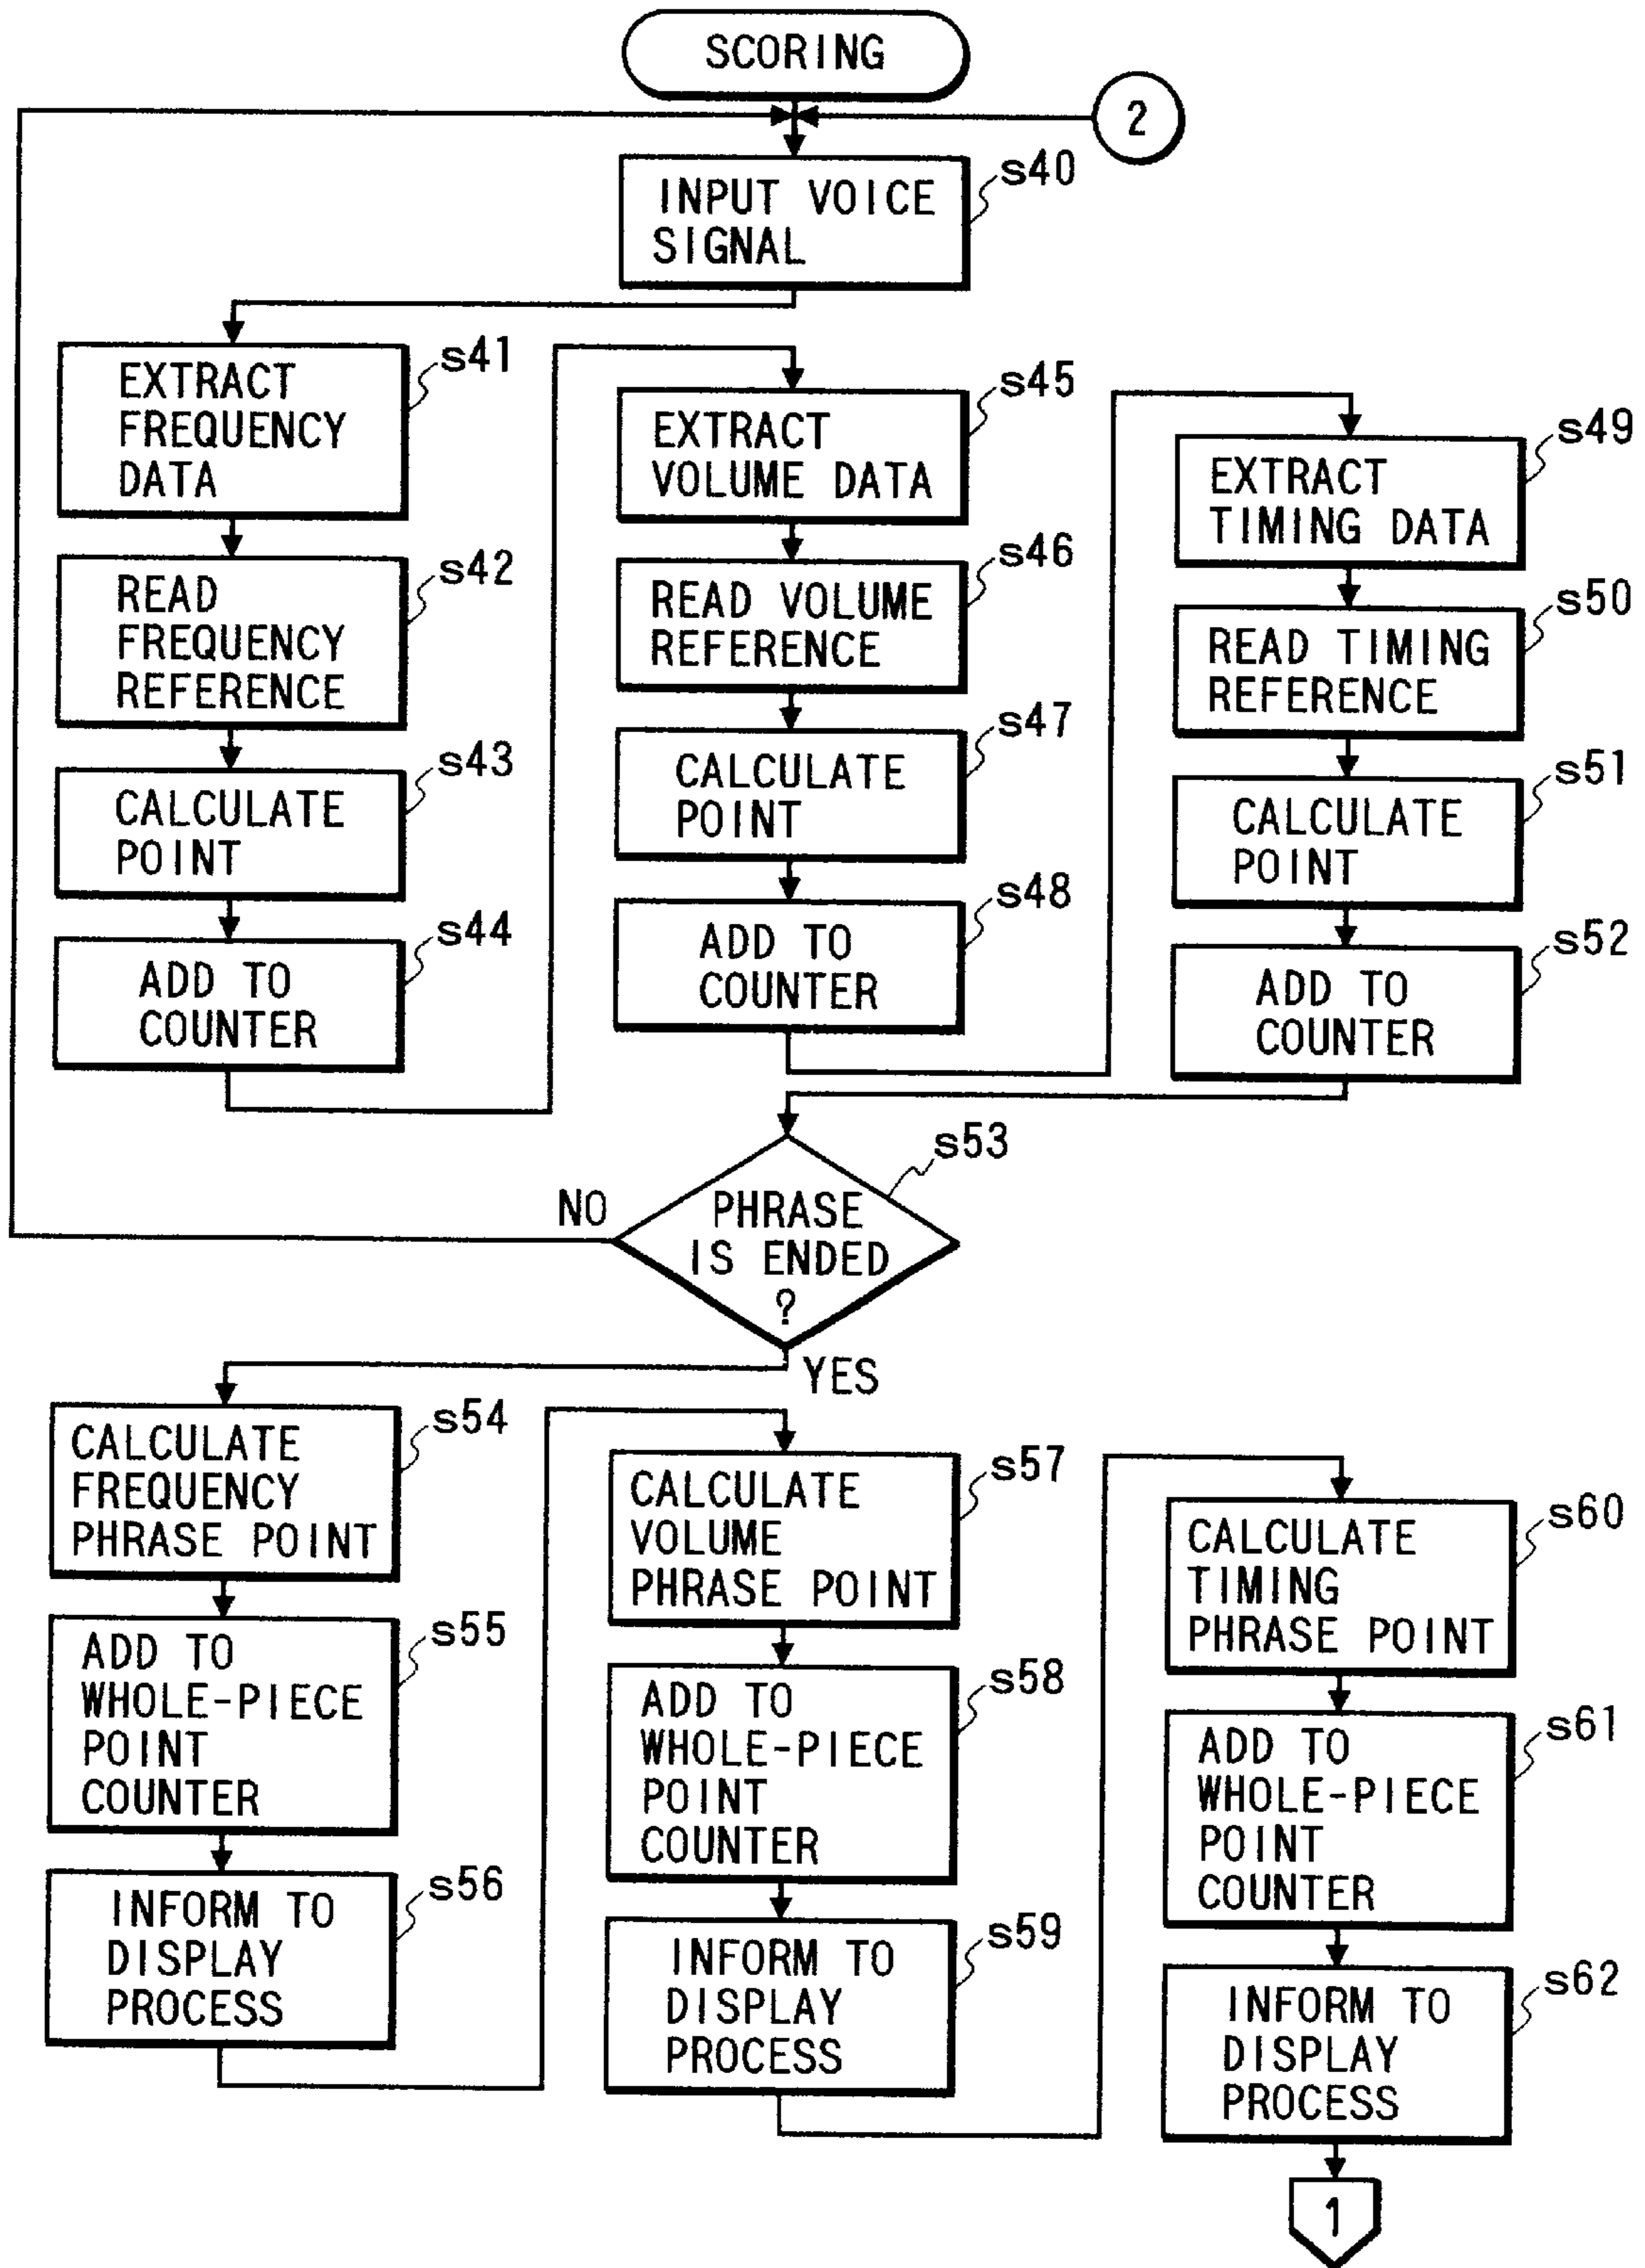 SCORING
2
s40
INPUT VOICE
SIGNAL
s41
EXTRACT
FREQUENCY
DATA
s42
READ
FREQUENCY
REFERENCE
s43
CALCULATE
POINT
s44
ADD TO
COUNTER
s45
EXTRACT
VOLUME DATA
s46
READ VOLUME
REFERENCE
s47
CALCULATE
POINT
s48
ADD TO
COUNTER
s49
EXTRACT
TIMING DATA
s50
READ TIMING
REFERENCE
s51
CALCULATE
POINT
s52
ADD TO
COUNTER
s53
NO
PHRASE
IS ENDED
?
YES
s54
CALCULATE
FREQUENCY
PHRASE POINT
s55
ADD TO
WHOLE-PIECE
POINT
COUNTER
s56
INFORM TO
DISPLAY
PROCESS
s57
CALCULATE
VOLUME
PHRASE POINT
s58
ADD TO
WHOLE-PIECE
POINT
COUNTER
s59
INFORM TO
DISPLAY
PROCESS
s60
CALCULATE
TIMING
PHRASE POINT
s61
ADD TO
WHOLE-PIECE
POINT
COUNTER
s62
INFORM TO
DISPLAY
PROCESS
1